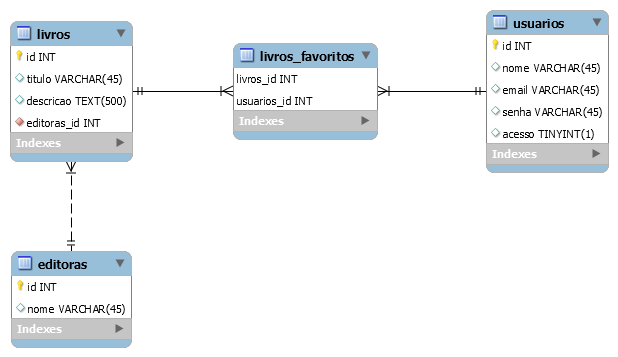 livros
id INT
titulo VARCHAR(45)
descricao TEXT(500)
editoras_id INT
Indexes
livros_favoritos
livros_id INT
usuarios_id INT
Indexes
usuarios
id INT
nome VARCHAR(45)
email VARCHAR(45)
senha VARCHAR(45)
acesso TINYINT(1)
Indexes
editoras
id INT
nome VARCHAR(45)
Indexes